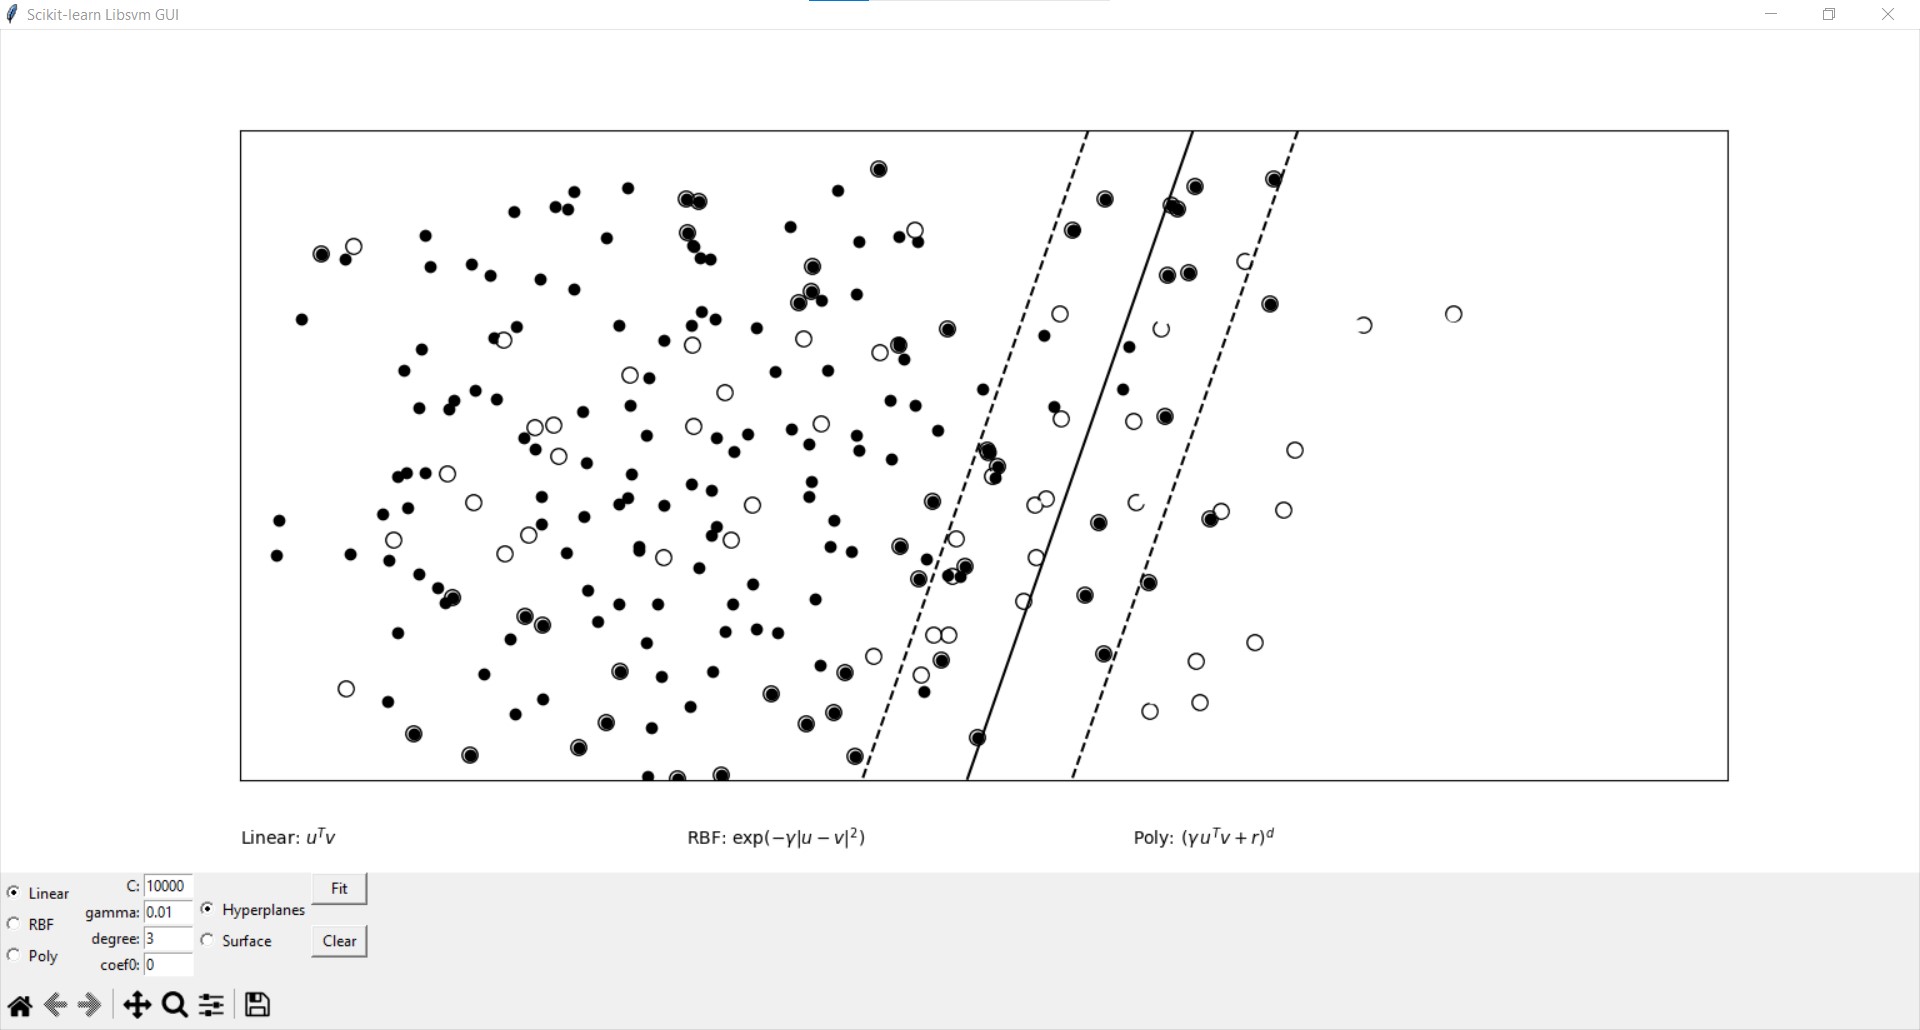 Scikit-learn Libsvm GUI
Linear: uᵀv
RBF: exp(−γ|u − v|²)
Poly: (γuᵀv + r)ᵈ
Linear
RBF
Poly
C: 10000
gamma: 0.01
degree: 3
coef0: 0
Hyperplanes
Surface
Fit
Clear